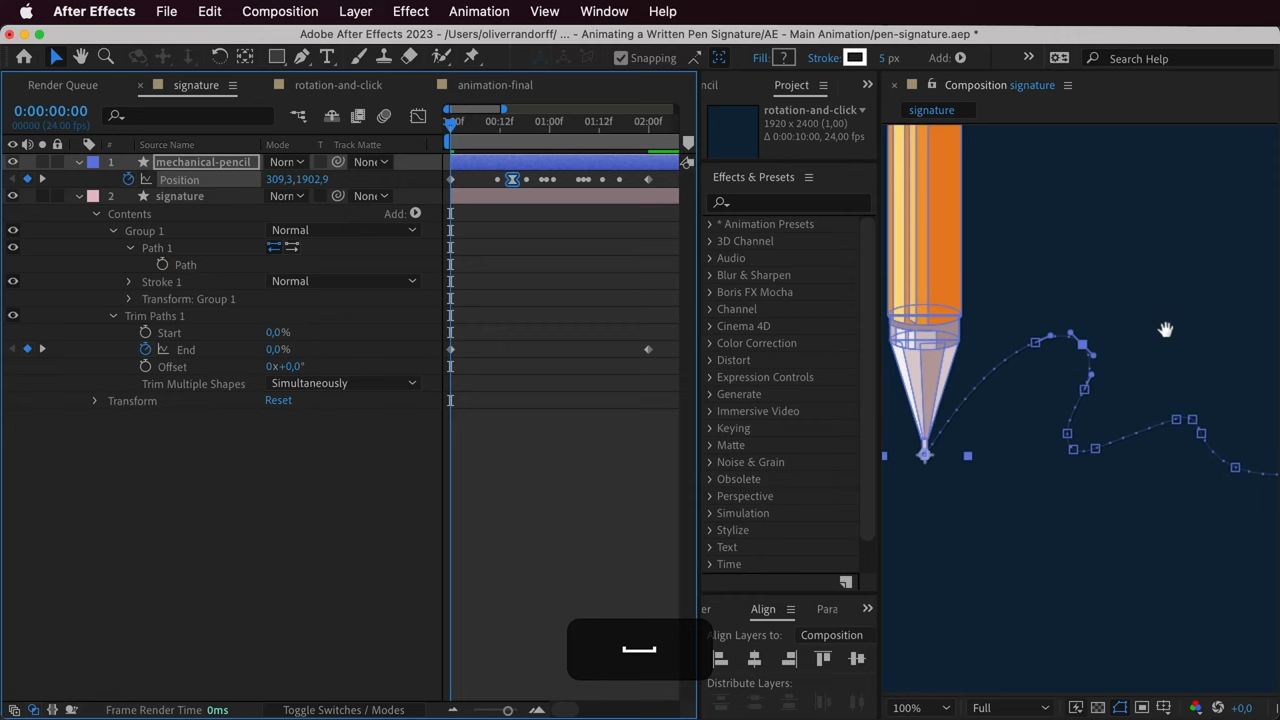 After Effects File Edit Composition Layer Effect Animation View Window Help
Adobe After Effects 2023 - /Users/oliverrandorff/ ... - Animating a Written Pen Signature/AE - Main Animation/pen-signature.aep *
Snapping Fill: ? Stroke: 5 px Add: Search Help
Render Queue signature rotation-and-click animation-final
ncil Project Composition signature
0:00:00:00
00000 (24.00 fps)
rotation-and-click
1920 x 2400 (1,00)
Δ 0:00:10:00, 24,00 fps
signature
00:12f 01:00f 01:12f 02:00f
# Source Name Mode T Track Matte
1 mechanical-pencil Norn None
Position 309,3,1902,9
Effects & Presets
2 signature Norn None
Contents Add:
Group 1 Normal
Path 1
Path
Stroke 1 Normal
Transform: Group 1
Trim Paths 1
Start 0,0%
End 0,0%
Offset 0x+0,0°
Trim Multiple Shapes Simultaneously
Transform Reset
* Animation Presets
3D Channel
Audio
Blur & Sharpen
Boris FX Mocha
Channel
Cinema 4D
Color Correction
Distort
Expression Controls
Generate
Immersive Video
Keying
Matte
Noise & Grain
Obsolete
Perspective
Simulation
Stylize
Text
Time
er Align Para
Align Layers to: Composition
Distribute Layers:
Frame Render Time 0ms Toggle Switches / Modes
100% Full +0,0